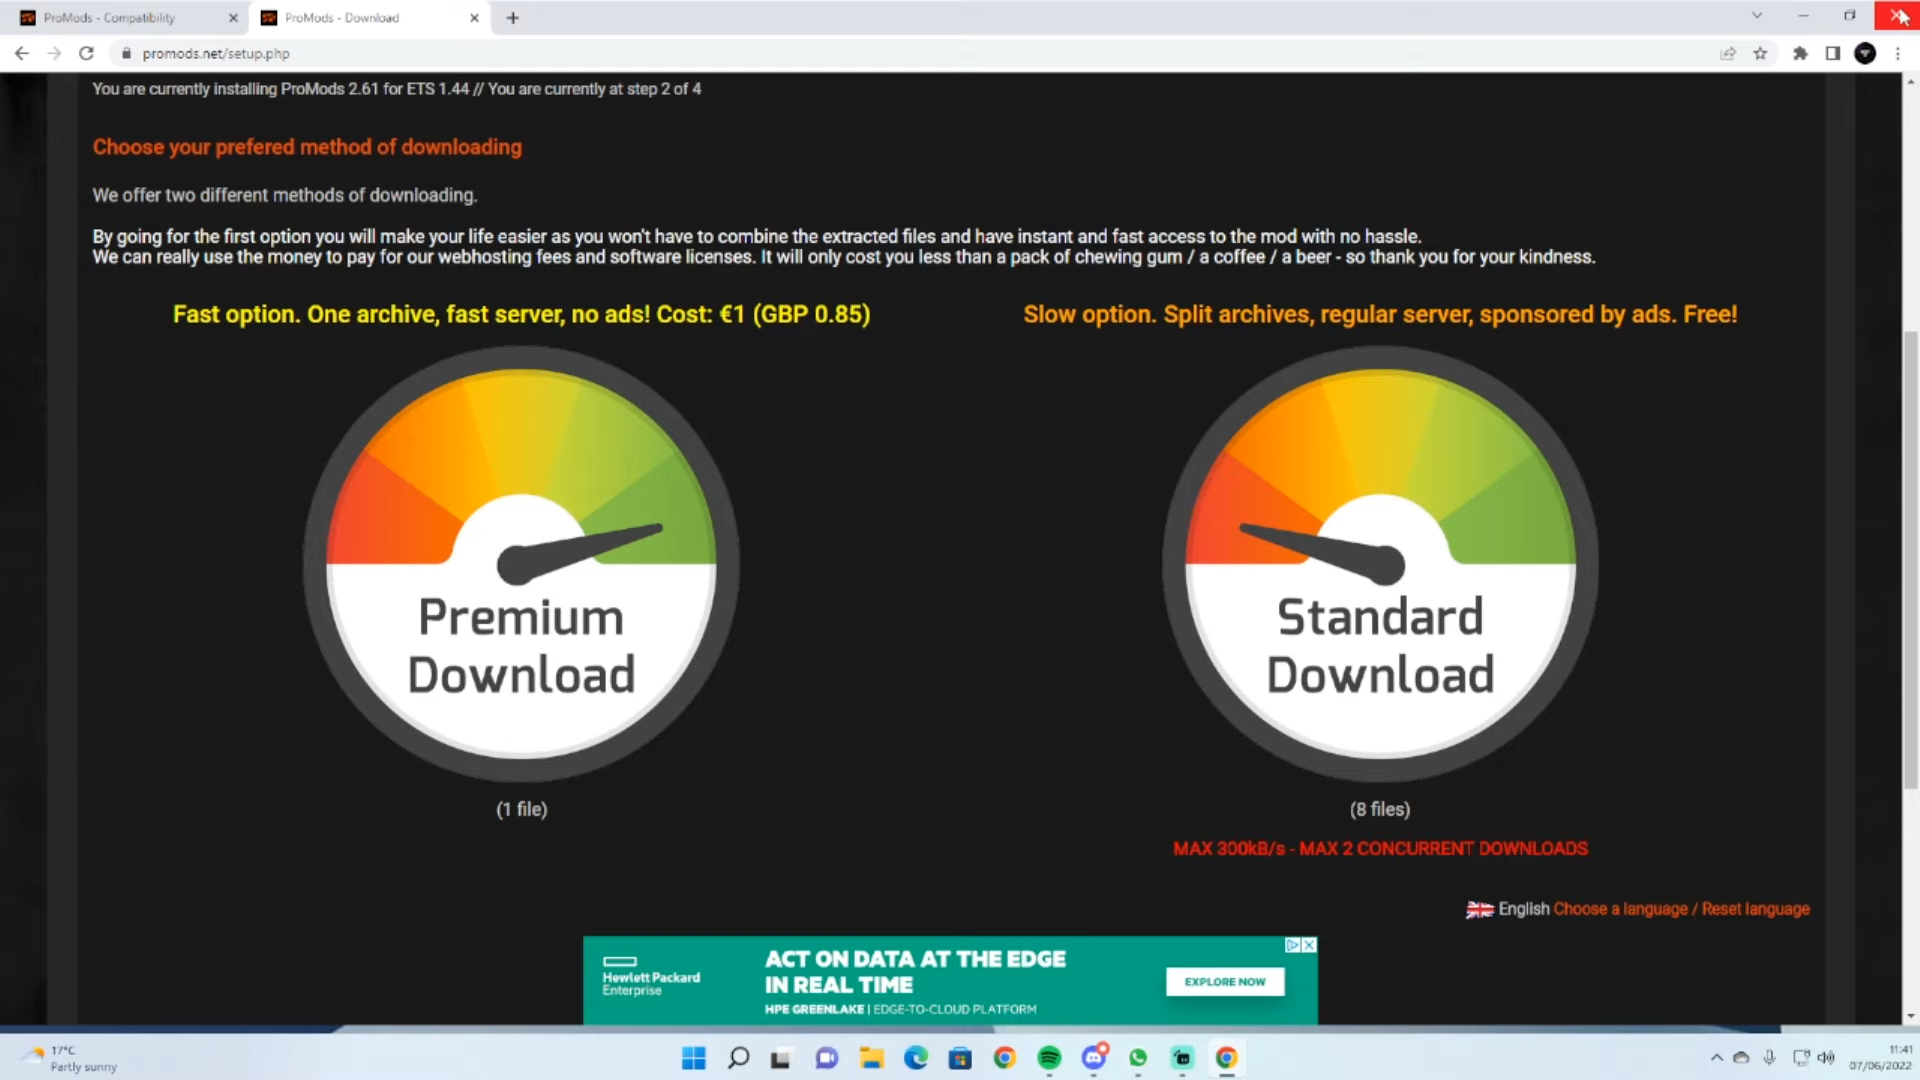 ProMods - Compatibility
ProMods - Download
promods.net/setup.php
You are currently installing ProMods 2.61 for ETS 1.44 // You are currently at step 2 of 4
Choose your prefered method of downloading
We offer two different methods of downloading.
By going for the first option you will make your life easier as you won't have to combine the extracted files and have instant and fast access to the mod with no hassle.
We can really use the money to pay for our webhosting fees and software licenses. It will only cost you less than a pack of chewing gum / a coffee / a beer - so thank you for your kindness.
Fast option. One archive, fast server, no ads! Cost: €1 (GBP 0.85)
Slow option. Split archives, regular server, sponsored by ads. Free!
Premium
Download
Standard
Download
(1 file)
(8 files)
MAX 300kB/s - MAX 2 CONCURRENT DOWNLOADS
English Choose a language / Reset language
Hewlett Packard
Enterprise
ACT ON DATA AT THE EDGE
IN REAL TIME
HPE GREENLAKE | EDGE-TO-CLOUD PLATFORM
EXPLORE NOW
17°C
Partly sunny
11:41
07/06/2022